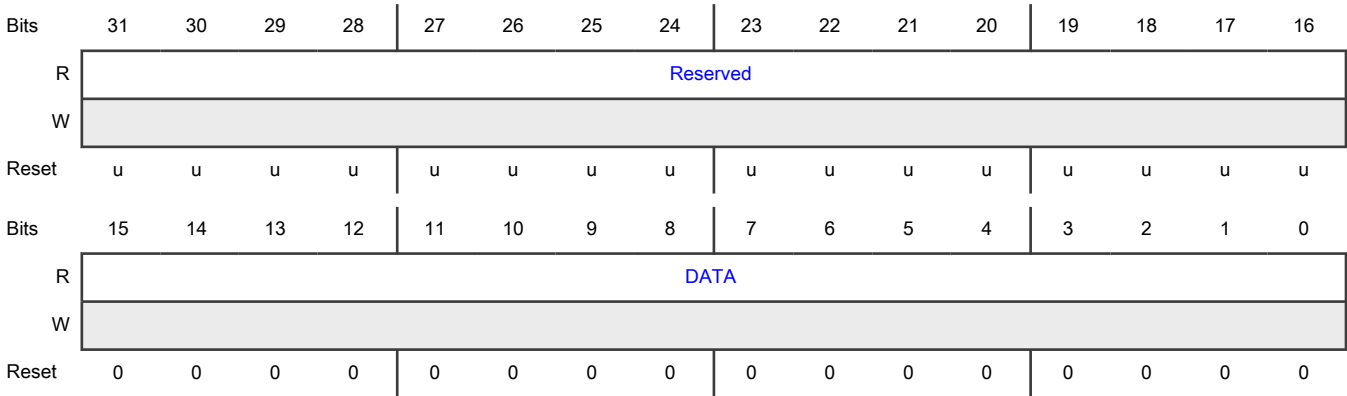 Bits 31 30 29 28 27 26 25 24 23 22 21 20 19 18 17 16
R Reserved
W
Reset u u u u u u u u u u u u u u u u
Bits 15 14 13 12 11 10 9 8 7 6 5 4 3 2 1 0
R DATA
W
Reset 0 0 0 0 0 0 0 0 0 0 0 0 0 0 0 0